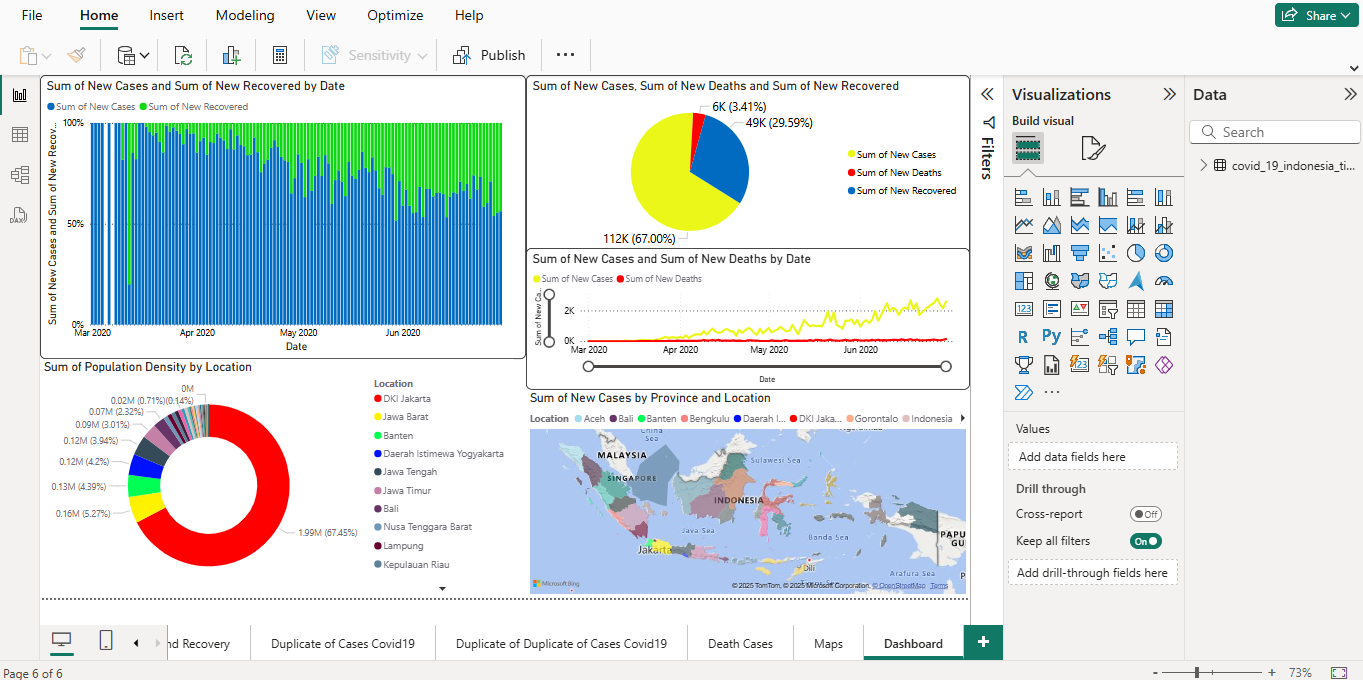 File Home Insert Modeling View Optimize Help Share
Sensitivity Publish
Sum of New Cases and Sum of New Recovered by Date
Sum of New Cases Sum of New Recovered
Sum of New Cases and Sum of New Recov...
100%
50%
0%
Mar 2020 Apr 2020 May 2020 Jun 2020
Date
Sum of New Cases, Sum of New Deaths and Sum of New Recovered
6K (3.41%)
49K (29.59%)
112K (67.00%)
Sum of New Cases
Sum of New Deaths
Sum of New Recovered
Sum of New Cases and Sum of New Deaths by Date
Sum of New Cases Sum of New Deaths
Sum of New Ca...
2K
0K
Mar 2020 Apr 2020 May 2020 Jun 2020
Date
Sum of Population Density by Location
0M
0.02M (0.71%)(0.14%)
0.07M (2.32%)
0.09M (3.01%)
0.12M (3.94%)
0.12M (4.2%)
0.13M (4.39%)
0.16M (5.27%)
1.99M (67.45%)
Location
DKI Jakarta
Jawa Barat
Banten
Daerah Istimewa Yogyakarta
Jawa Tengah
Jawa Timur
Bali
Nusa Tenggara Barat
Lampung
Kepulauan Riau
Sum of New Cases by Province and Location
Location Aceh Bali Banten Bengkulu Daerah I... DKI Jaka... Gorontalo Indonesia
China
Sea
MALAYSIA
Sulawesi Sea
SINGAPORE
INDONESIA
Java Sea
Banda Sea
PAPU
GU
Jakarta
Dili
Arafura Sea
P
Microsoft Bing
© 2025 TomTom, © 2025 Microsoft Corporation, © OpenStreetMap Terms
Filters
Visualizations
Build visual
123
R Py
123
Values
Add data fields here
Drill through
Cross-report Off
Keep all filters On
Add drill-through fields here
Data
Search
covid_19_indonesia_ti...
DAX
nd Recovery Duplicate of Cases Covid19 Duplicate of Duplicate of Cases Covid19 Death Cases Maps Dashboard +
Page 6 of 6 - + 73%